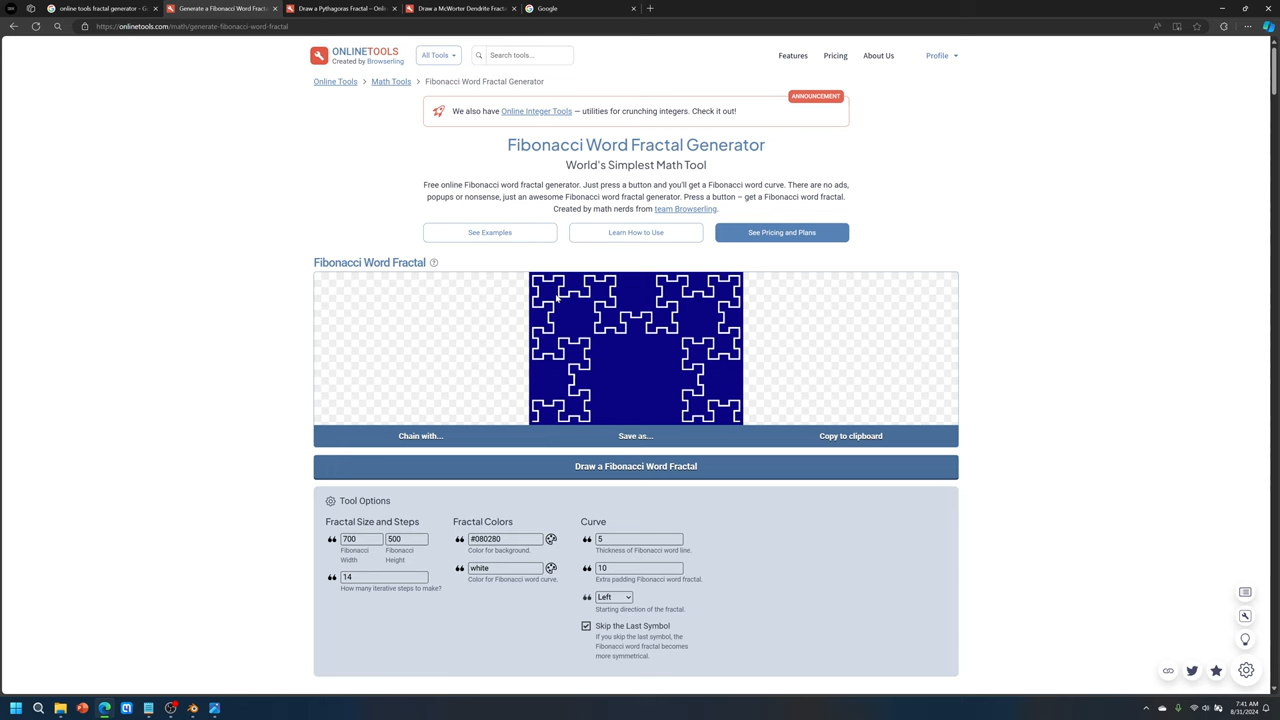 online tools fractal generator - G
Generate a Fibonacci Word Fract
Draw a Pythagoras Fractal – Onlin
Draw a McWorter Dendrite Fract
Google
https://onlinetools.com/math/generate-fibonacci-word-fractal
ONLINETOOLS
Created by Browserling
All Tools
Search tools...
Features
Pricing
About Us
Profile
Online Tools > Math Tools > Fibonacci Word Fractal Generator
ANNOUNCEMENT
We also have Online Integer Tools — utilities for crunching integers. Check it out!
Fibonacci Word Fractal Generator
World's Simplest Math Tool
Free online Fibonacci word fractal generator. Just press a button and you'll get a Fibonacci word curve. There are no ads,
popups or nonsense, just an awesome Fibonacci word fractal generator. Press a button – get a Fibonacci word fractal.
Created by math nerds from team Browserling.
See Examples
Learn How to Use
See Pricing and Plans
Fibonacci Word Fractal
Chain with...
Save as...
Copy to clipboard
Draw a Fibonacci Word Fractal
Tool Options
Fractal Size and Steps
700
500
Fibonacci Width
Fibonacci Height
14
How many iterative steps to make?
Fractal Colors
#080280
Color for background.
white
Color for Fibonacci word curve.
Curve
5
Thickness of Fibonacci word line.
10
Extra padding Fibonacci word fractal.
Left
Starting direction of the fractal.
Skip the Last Symbol
If you skip the last symbol, the
Fibonacci word fractal becomes
more symmetrical.
7:41 AM
8/31/2024